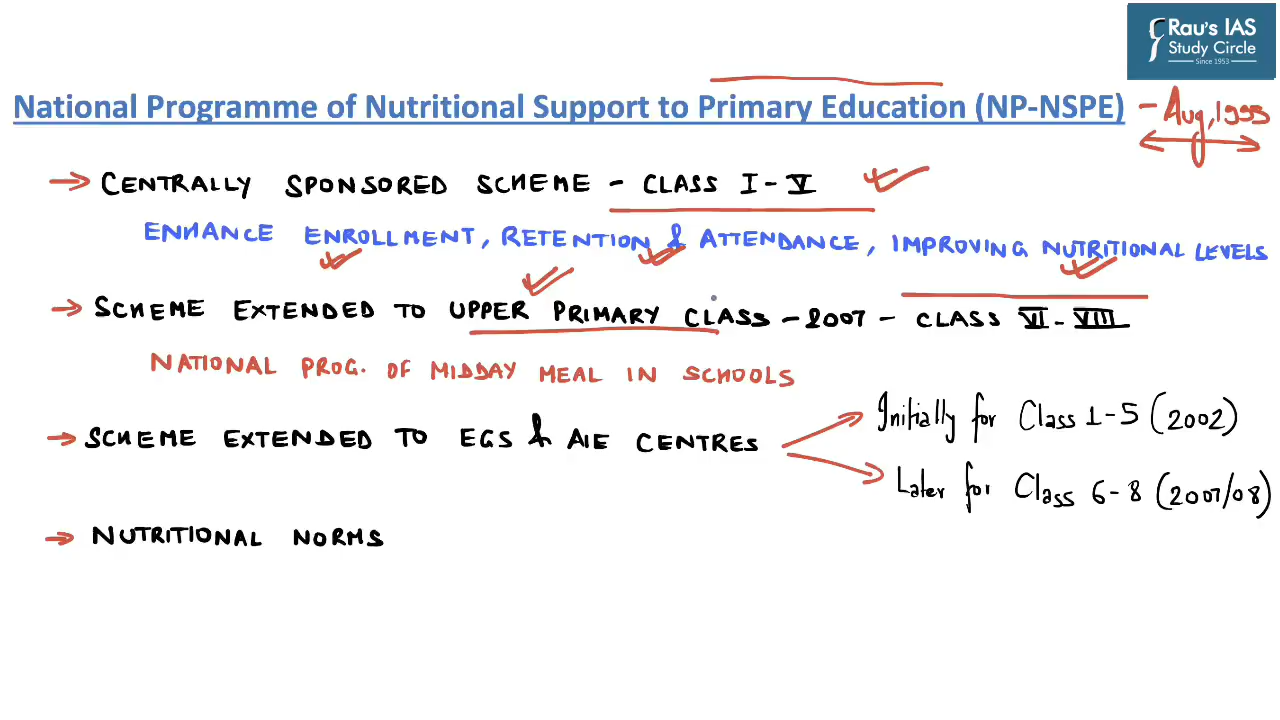 Rau's IAS
Study Circle
Since 1953
National Programme of Nutritional Support to Primary Education (NP-NSPE) - Aug, 1995
→ CENTRALLY SPONSORED SCHEME - CLASS I - V
ENHANCE ENROLLMENT, RETENTION & ATTENDANCE, IMPROVING NUTRITIONAL LEVELS
→ SCHEME EXTENDED TO UPPER PRIMARY CLASS - 2007 - CLASS VI - VIII
NATIONAL PROG. OF MIDDAY MEAL IN SCHOOLS
→ SCHEME EXTENDED TO EGS & AIE CENTRES
Initially for Class 1-5 (2002)
Later for Class 6-8 (2007/08)
→ NUTRITIONAL NORMS